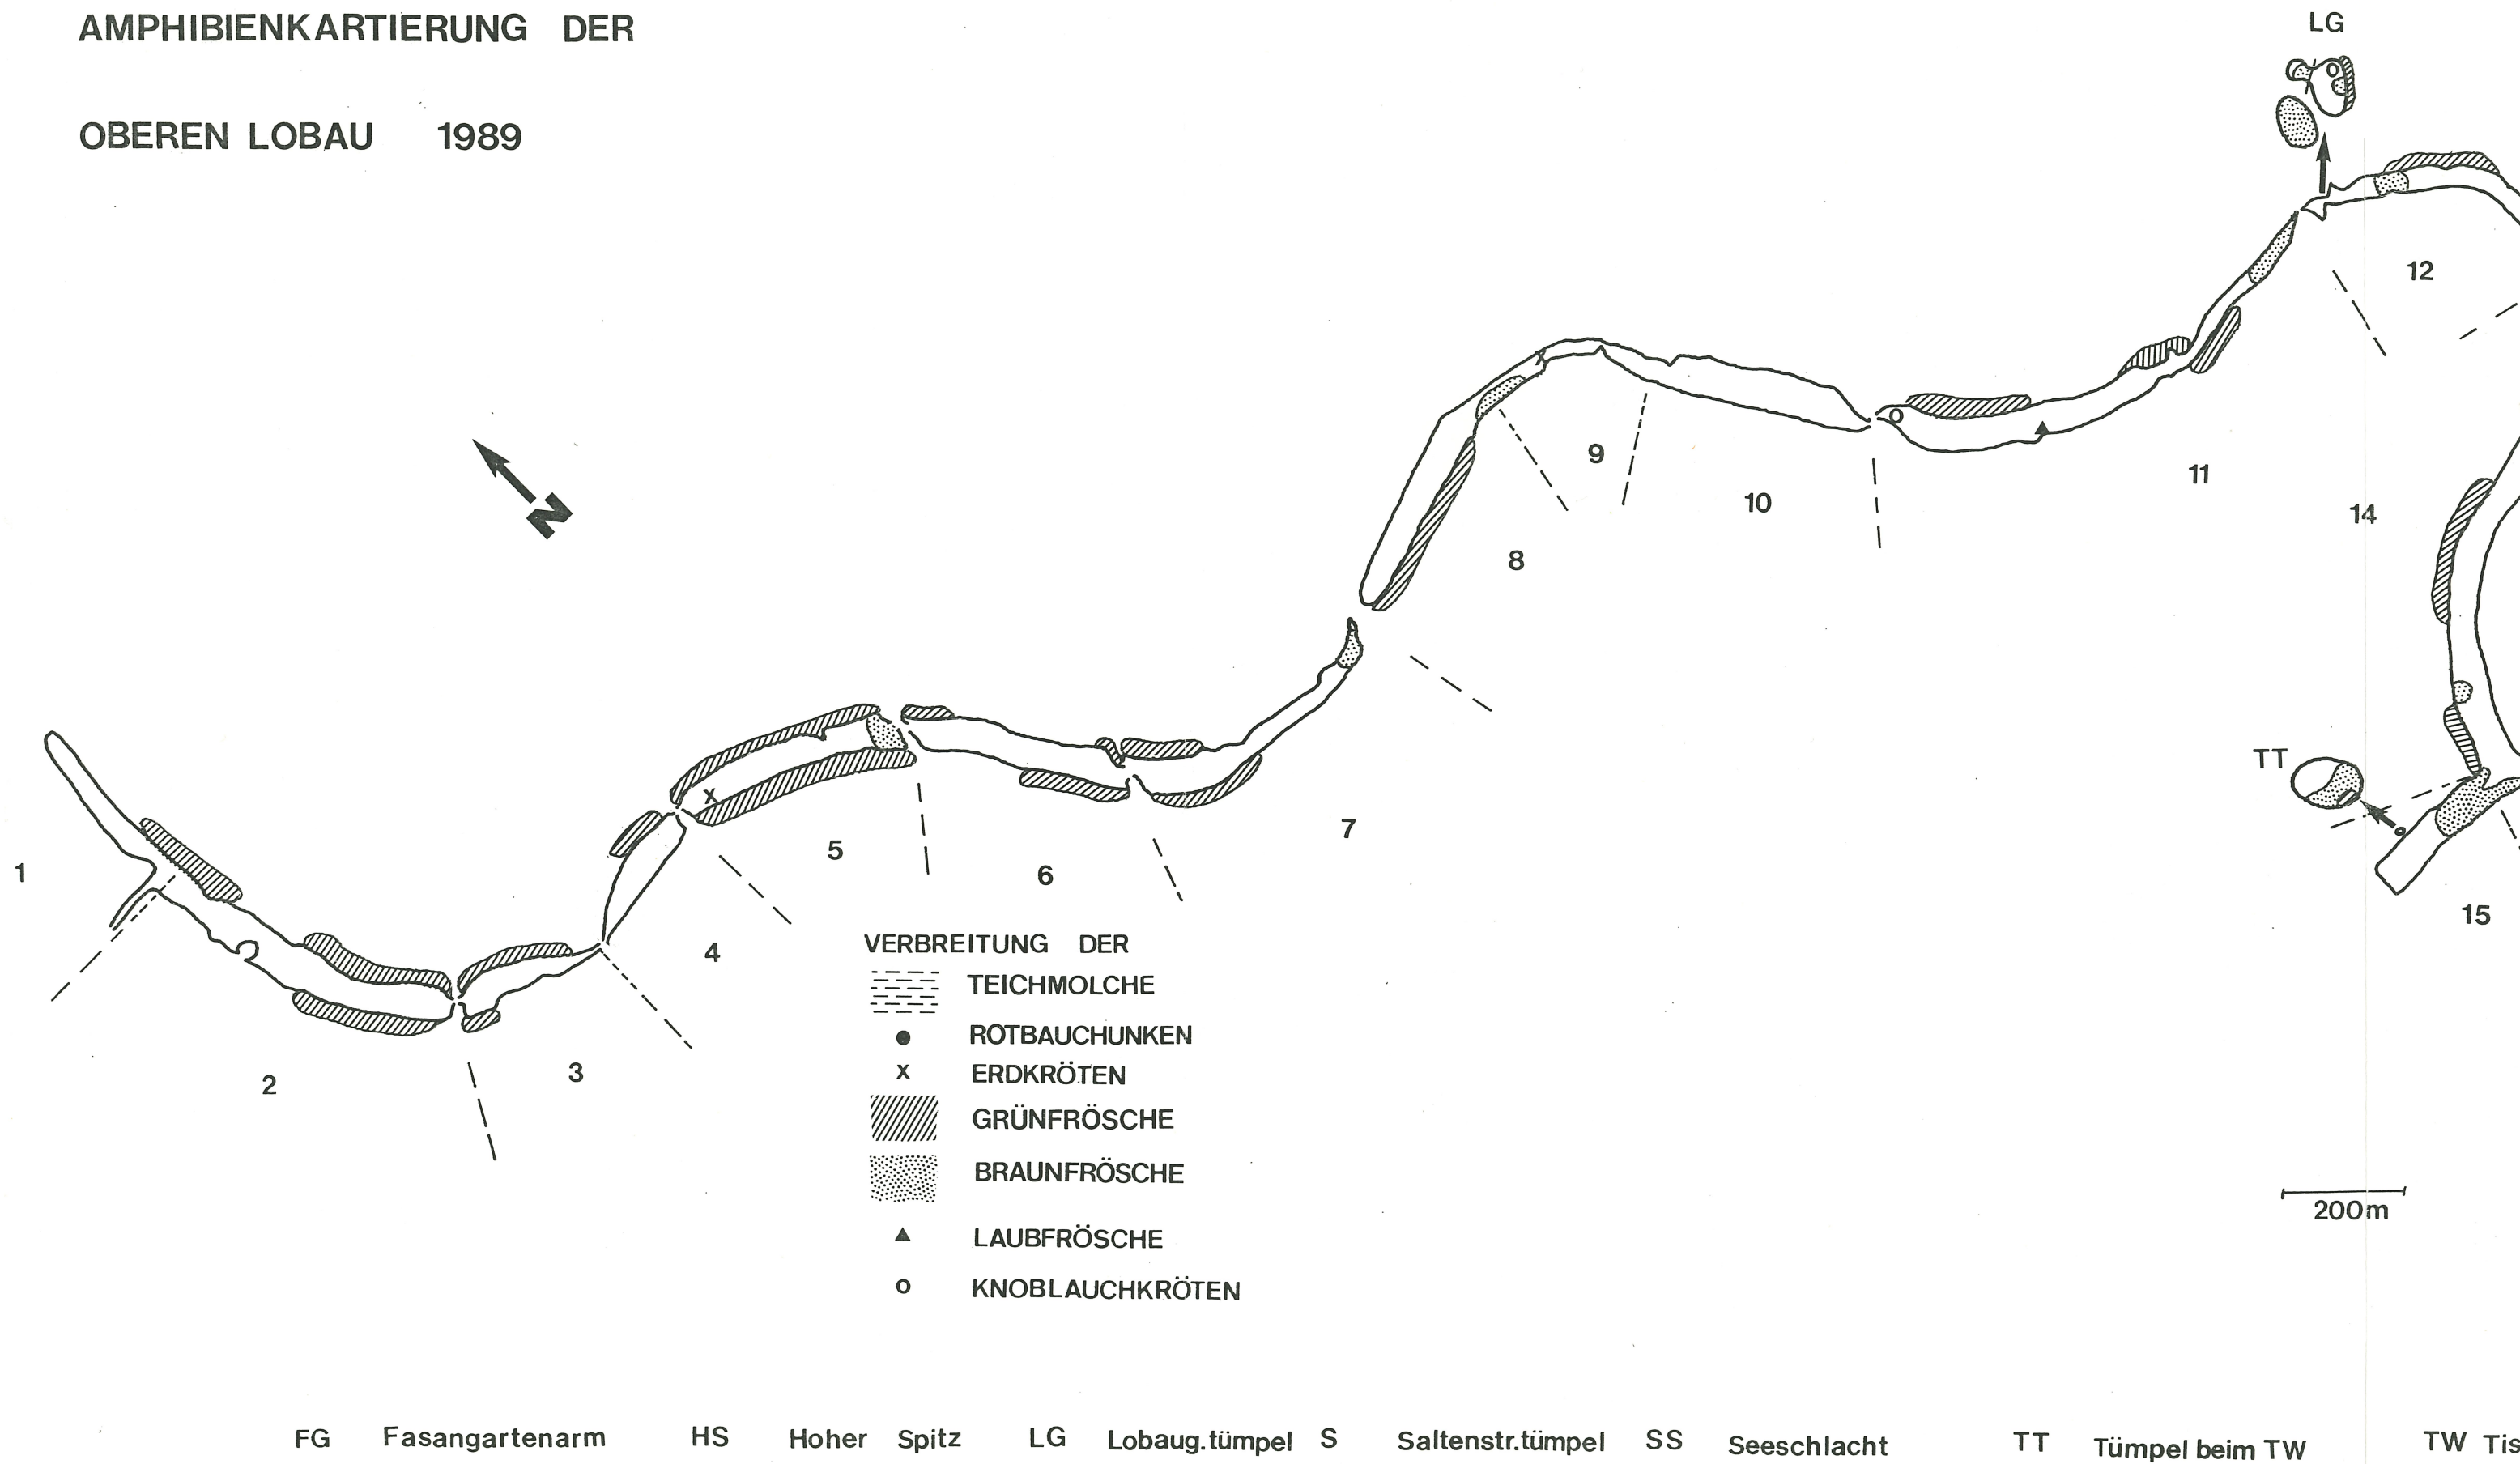 AMPHIBIENKARTIERUNG DER
OBEREN LOBAU 1989
LG
12
N
9
10
11
14
8
TT
1
5
6
7
15
4
2
3
VERBREITUNG DER
TEICHMOLCHE
ROTBAUCHUNKEN
x ERDKRÖTEN
GRÜNFRÖSCHE
BRAUNFRÖSCHE
LAUBFRÖSCHE
KNOBLAUCHKRÖTEN
200m
FG Fasangartenarm HS Hoher Spitz LG Lobaug.tümpel S Saltenstr.tümpel SS Seeschlacht TT Tümpel beim TW TW Tis